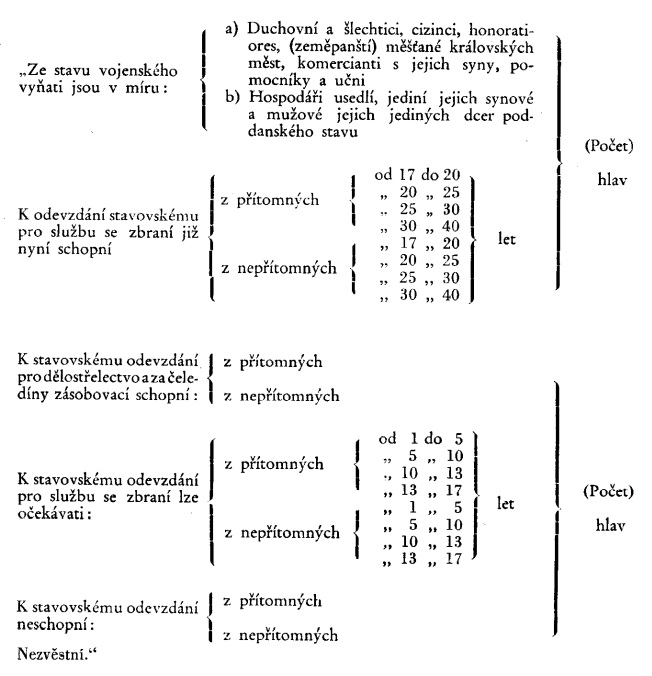 „Ze stavu vojenského
vyňati jsou v míru:
a) Duchovní a šlechtici, cizinci, honorati-
ores, (zeměpanští) měšťané královských
měst, komercianti s jejich syny, po-
mocníky a učni
b) Hospodáři usedlí, jediní jejich synové
a mužové jejich jediných dcer pod-
danského stavu
K odevzdání stavovskému
pro službu se zbraní již
nyní schopní
z přítomných
od 17 do 20
„ 20 „ 25
„ 25 „ 30
„ 30 „ 40
z nepřítomných
„ 17 „ 20
„ 20 „ 25
„ 25 „ 30
„ 30 „ 40
let
(Počet)
hlav
K stavovskému odevzdání
pro dělostřelectvo a za čele-
díny zásobovací schopní:
z přítomných
z nepřítomných
K stavovskému odevzdání
pro službu se zbraní lze
očekávati:
z přítomných
od 1 do 5
„ 5 „ 10
„ 10 „ 13
„ 13 „ 17
z nepřítomných
„ 1 „ 5
„ 5 „ 10
„ 10 „ 13
„ 13 „ 17
let
(Počet)
hlav
K stavovskému odevzdání
neschopní:
z přítomných
z nepřítomných
Nezvěstní.“